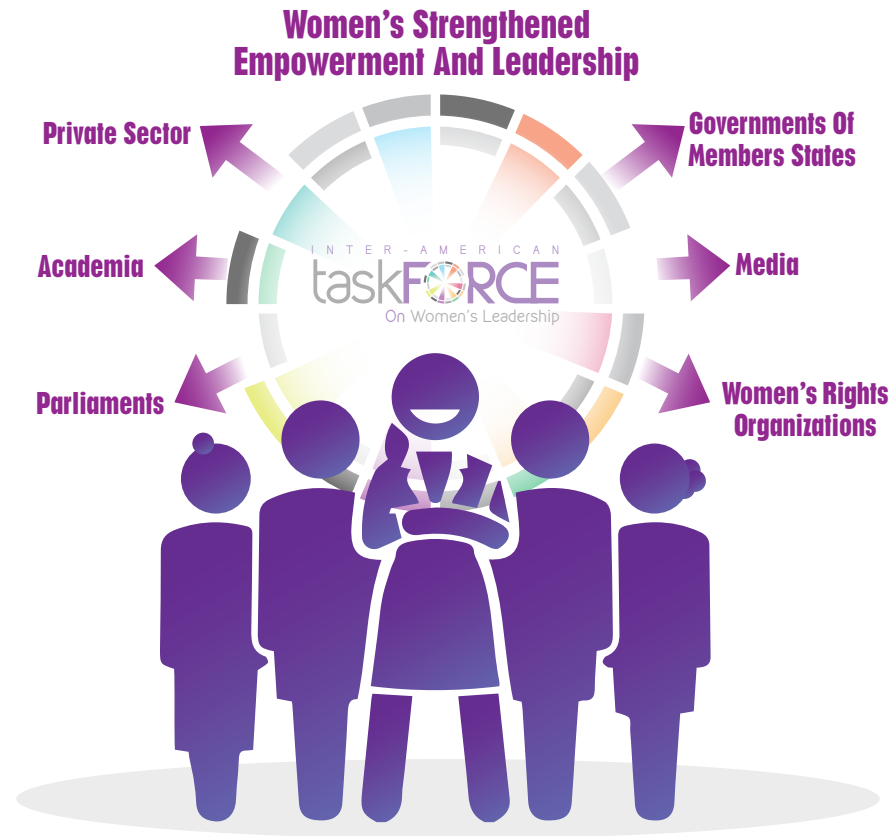 Women's Strengthened
Empowerment And Leadership
Private Sector
Governments Of
Members States
INTER-AMERICAN
taskFORCE
On Women's Leadership
Academia
Media
Parliaments
Women's Rights
Organizations